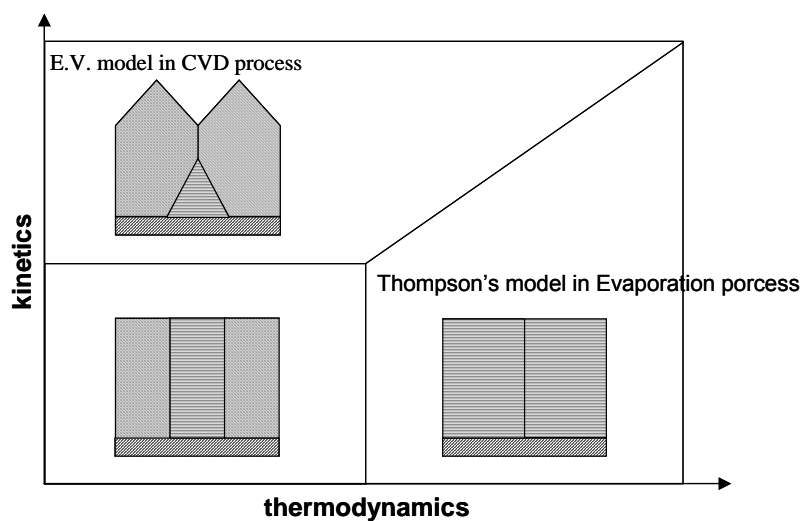 E.V. model in CVD process
kinetics
Thompson's model in Evaporation porcess
thermodynamics